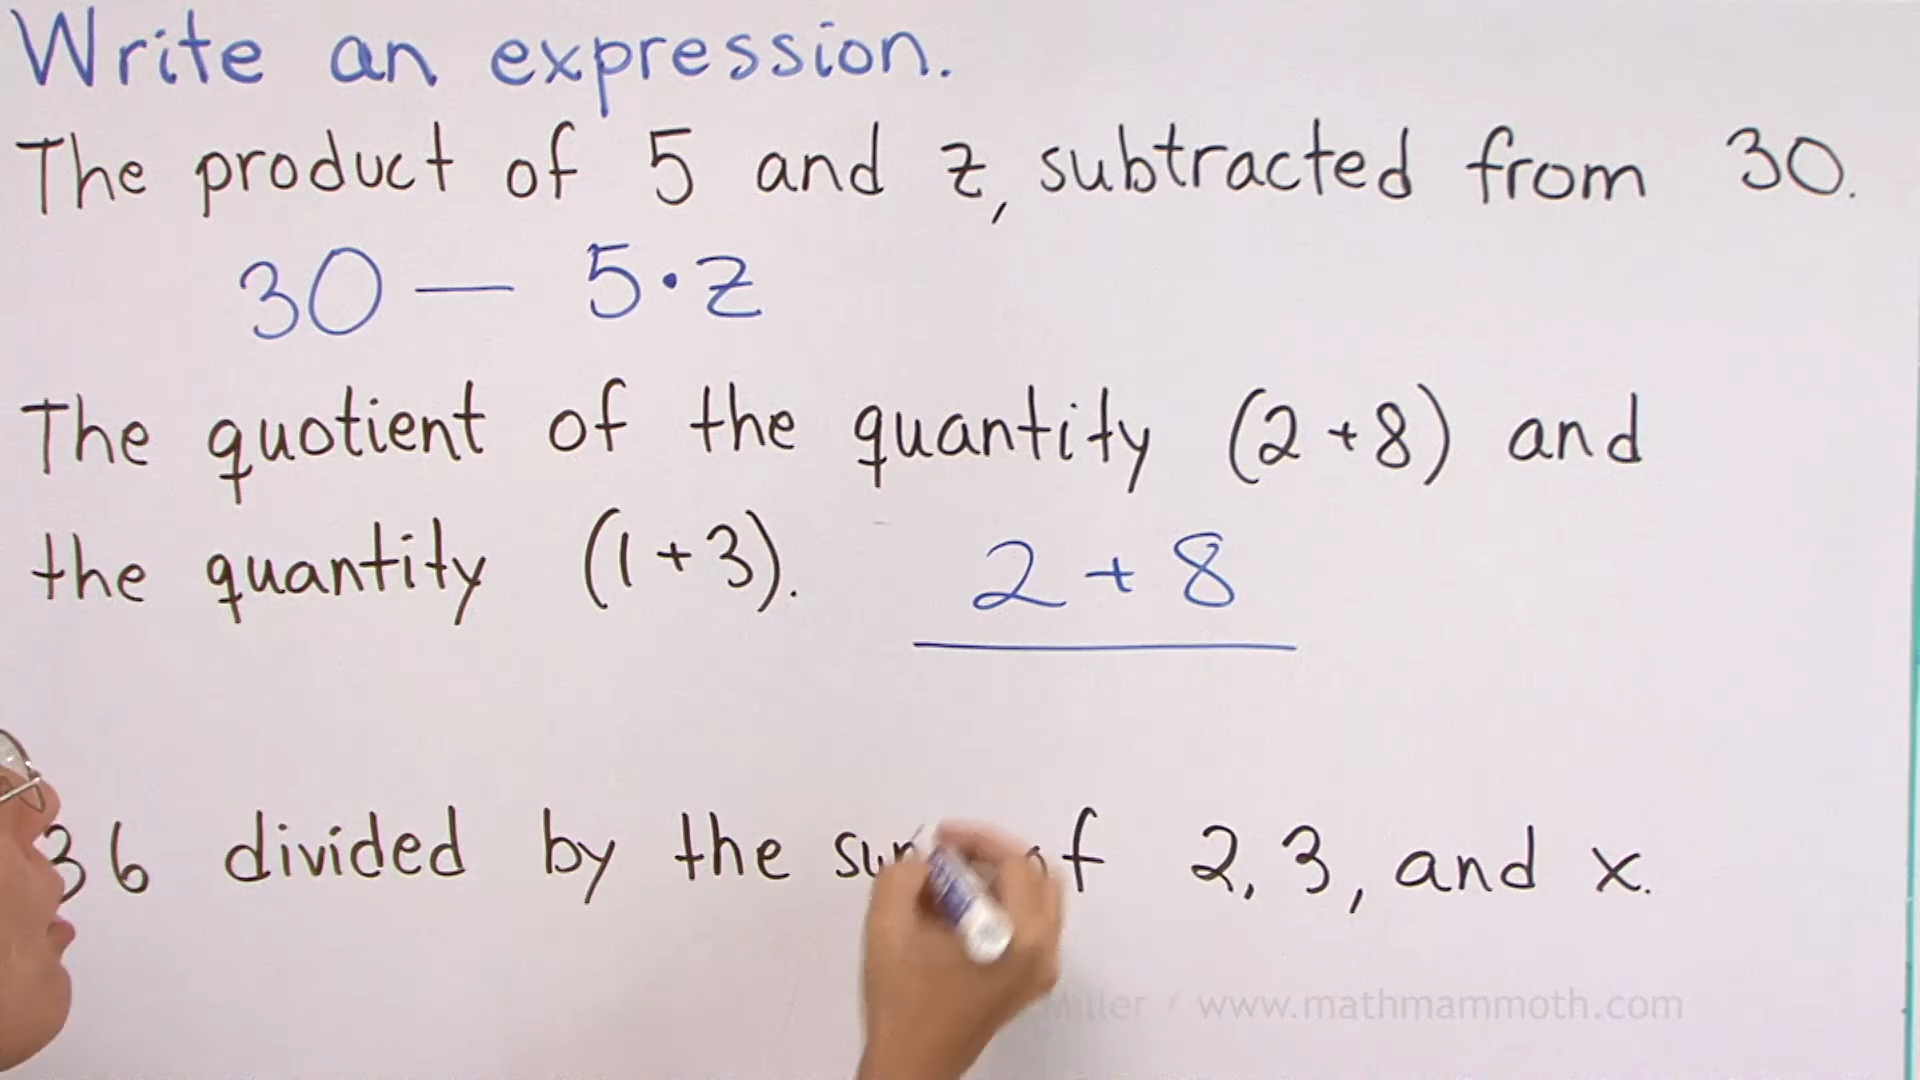 Write an expression.
The product of 5 and z, subtracted from 30.
30 — 5·z
The quotient of the quantity (2+8) and
the quantity (1+3).
2 + 8
36 divided by the of 2, 3, and x.
Miller / www.mathmammoth.com